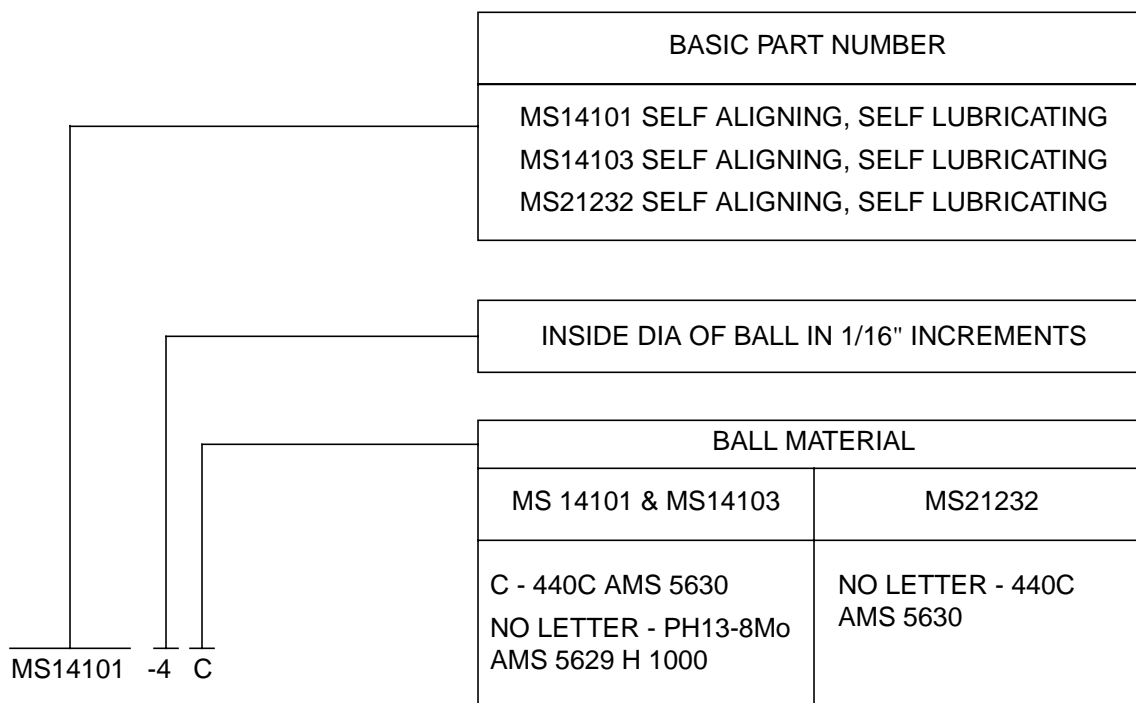 BASIC PART NUMBER
MS14101 SELF ALIGNING, SELF LUBRICATING
MS14103 SELF ALIGNING, SELF LUBRICATING
MS21232 SELF ALIGNING, SELF LUBRICATING
INSIDE DIA OF BALL IN 1/16" INCREMENTS
BALL MATERIAL
MS 14101 & MS14103
MS21232
C - 440C AMS 5630
NO LETTER - PH13-8Mo
AMS 5629 H 1000
NO LETTER - 440C
AMS 5630
MS14101 -4 C